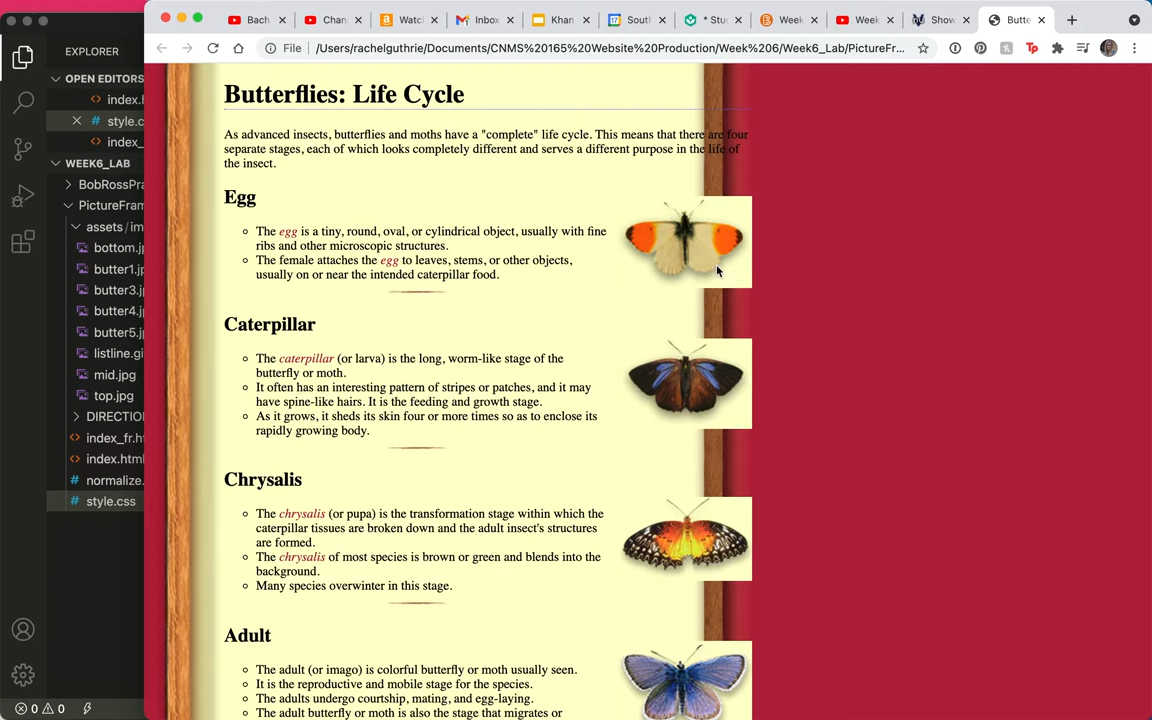 Bach
Chan
Watch
Inbox
Khan
South
* Stu
Week
Week
Show
Butte
File
/Users/rachelguthrie/Documents/CNMS%20165%20Website%20Production/Week%206/Week6_Lab/PictureFr...
EXPLORER
OPEN EDITORS
index.h
style.c
index_
WEEK6_LAB
BobRossPra
PictureFram
assets/im
bottom.j
butter1.j
butter3.j
butter4.j
butter5.j
listline.gi
mid.jpg
top.jpg
DIRECTIO
index_fr.h
index.html
normalize.
style.css
0 0
Butterflies: Life Cycle
As advanced insects, butterflies and moths have a "complete" life cycle. This means that there are four
separate stages, each of which looks completely different and serves a different purpose in the life of
the insect.
Egg
The egg is a tiny, round, oval, or cylindrical object, usually with fine
ribs and other microscopic structures.
The female attaches the egg to leaves, stems, or other objects,
usually on or near the intended caterpillar food.
Caterpillar
The caterpillar (or larva) is the long, worm-like stage of the
butterfly or moth.
It often has an interesting pattern of stripes or patches, and it may
have spine-like hairs. It is the feeding and growth stage.
As it grows, it sheds its skin four or more times so as to enclose its
rapidly growing body.
Chrysalis
The chrysalis (or pupa) is the transformation stage within which the
caterpillar tissues are broken down and the adult insect's structures
are formed.
The chrysalis of most species is brown or green and blends into the
background.
Many species overwinter in this stage.
Adult
The adult (or imago) is colorful butterfly or moth usually seen.
It is the reproductive and mobile stage for the species.
The adults undergo courtship, mating, and egg-laying.
The adult butterfly or moth is also the stage that migrates or